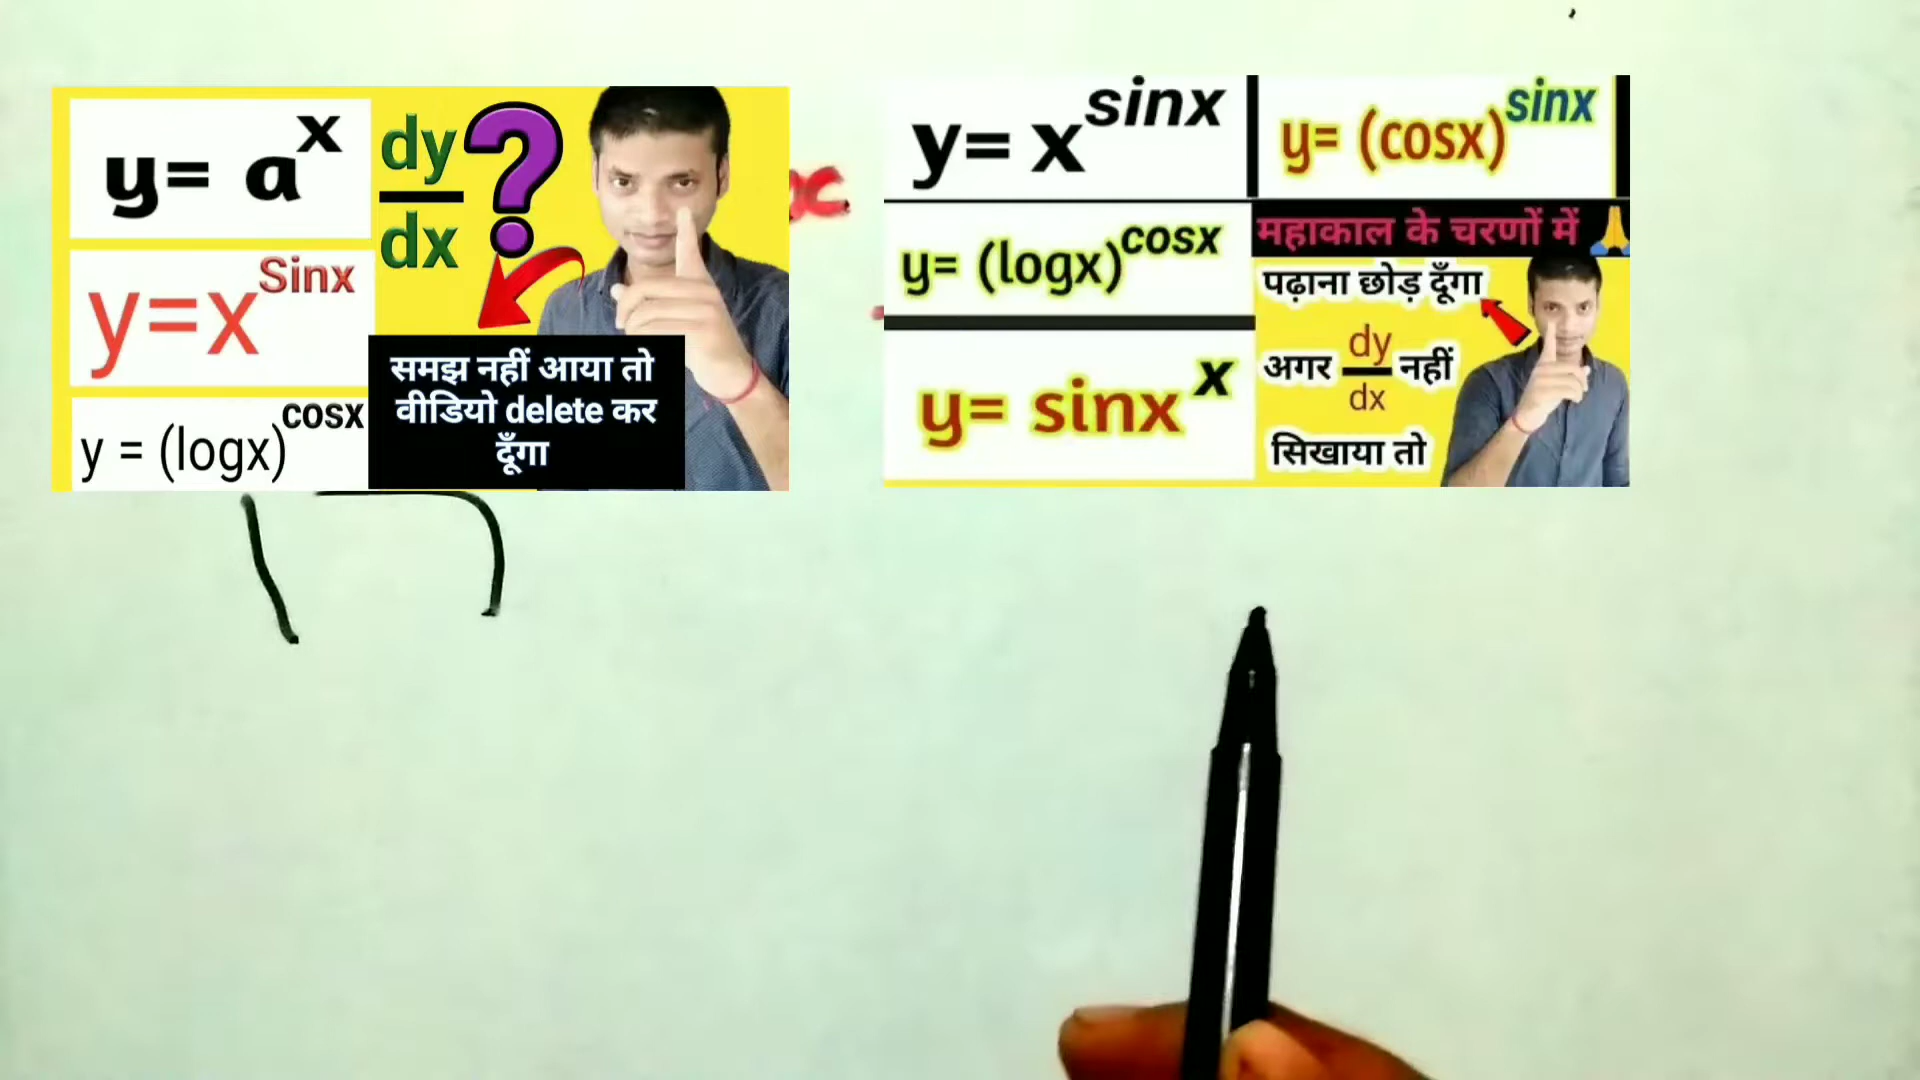 y= a^x
dy/dx ?
y=x^Sinx
y = (logx)^cosx
समझ नहीं आया तो
वीडियो delete कर
दूँगा
y= x^sinx
y= (cosx)^sinx
y= (logx)^cosx
महाकाल के चरणों में 🙏
पढ़ाना छोड़ दूँगा
अगर dy/dx नहीं
सिखाया तो
y= sinx^x